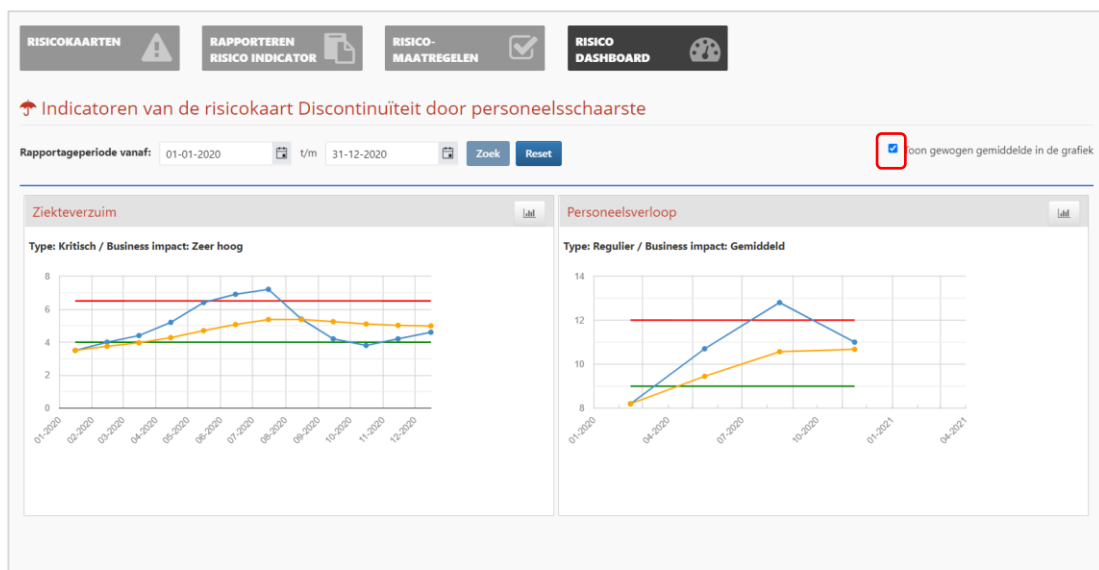 RISICOKAARTEN
RAPPORTEREN
RISICO INDICATOR
RISICO-
MAATREGELEN
RISICO
DASHBOARD
Indicatoren van de risicokaart Discontinuïteit door personeelsschaarste
Rapportageperiode vanaf: 01-01-2020 t/m 31-12-2020 Zoek Reset
oon gewogen gemiddelde in de grafiek
Ziekteverzuim
Type: Kritisch / Business impact: Zeer hoog
8
6
4
2
0
01-2020 02-2020 03-2020 04-2020 05-2020 06-2020 07-2020 08-2020 09-2020 10-2020 11-2020 12-2020
Personeelsverloop
Type: Regulier / Business impact: Gemiddeld
14
12
10
8
01-2020 04-2020 07-2020 10-2020 01-2021 04-2021